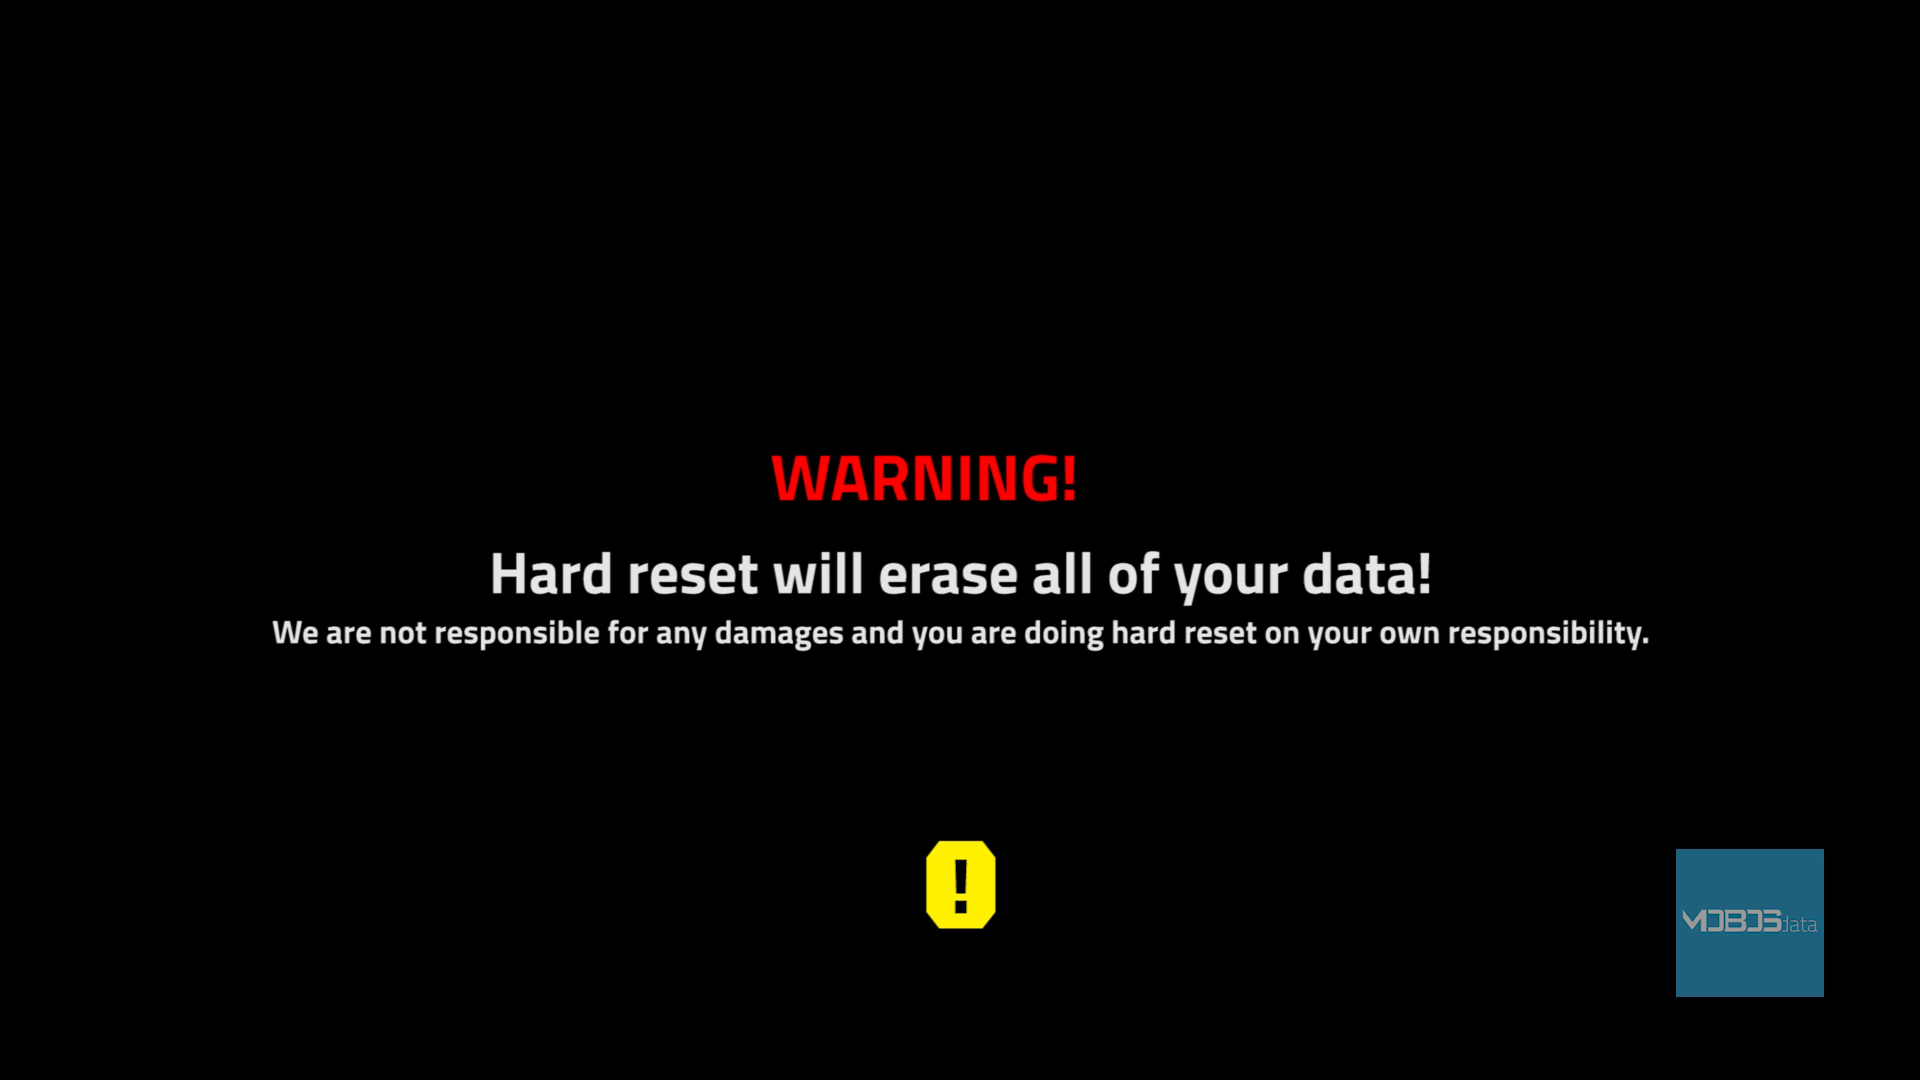 WARNING!
Hard reset will erase all of your data!
We are not responsible for any damages and you are doing hard reset on your own responsibility.
!
MOBOSdata